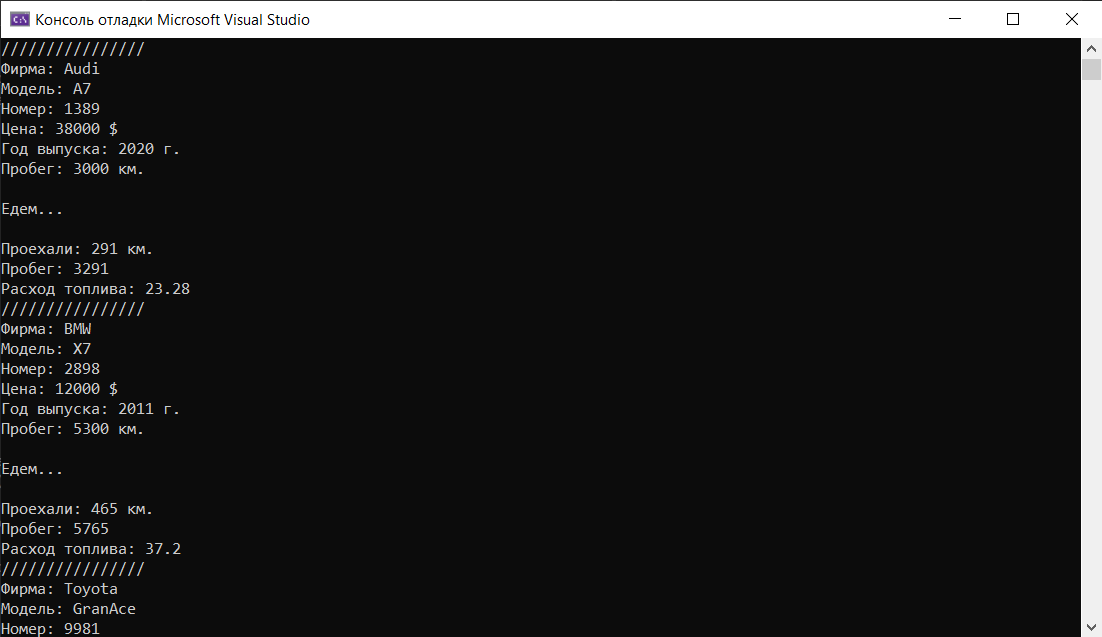 Консоль отладки Microsoft Visual Studio
////////////////
Фирма: Audi
Модель: A7
Номер: 1389
Цена: 38000 $
Год выпуска: 2020 г.
Пробег: 3000 км.
Едем...
Проехали: 291 км.
Пробег: 3291
Расход топлива: 23.28
////////////////
Фирма: BMW
Модель: X7
Номер: 2898
Цена: 12000 $
Год выпуска: 2011 г.
Пробег: 5300 км.
Едем...
Проехали: 465 км.
Пробег: 5765
Расход топлива: 37.2
////////////////
Фирма: Toyota
Модель: GranAce
Номер: 9981